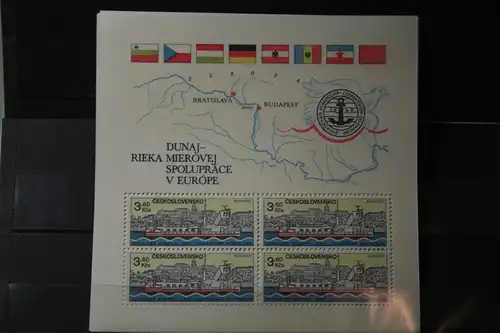 EUROPA
BRATISLAVA
BUDAPEST
DUNAJ–
RIEKA MIEROVEJ
SPOLUPRÁCE
V EURÓPE
3,60 ČESKOSLOVENSKO
Kčs
3,60 ČESKOSLOVENSKO
Kčs
3,60 ČESKOSLOVENSKO
Kčs
3,60 ČESKOSLOVENSKO
Kčs